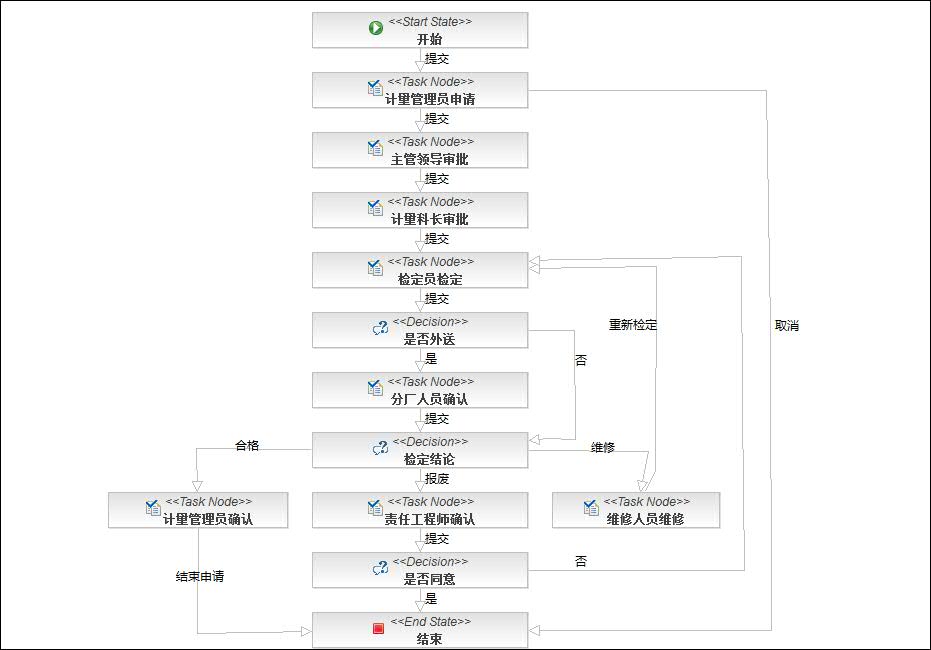 <<Start State>>
开始
提交
<<Task Node>>
计量管理员申请
提交
<<Task Node>>
主管领导审批
提交
<<Task Node>>
计量科长审批
提交
<<Task Node>>
检定员检定
提交
<<Decision>>
是否外送
重新检定
取消
是
否
<<Task Node>>
分厂人员确认
提交
<<Decision>>
检定结论
合格
维修
报废
<<Task Node>>
计量管理员确认
<<Task Node>>
责任工程师确认
<<Task Node>>
维修人员维修
提交
<<Decision>>
是否同意
否
结束申请
是
<<End State>>
结束